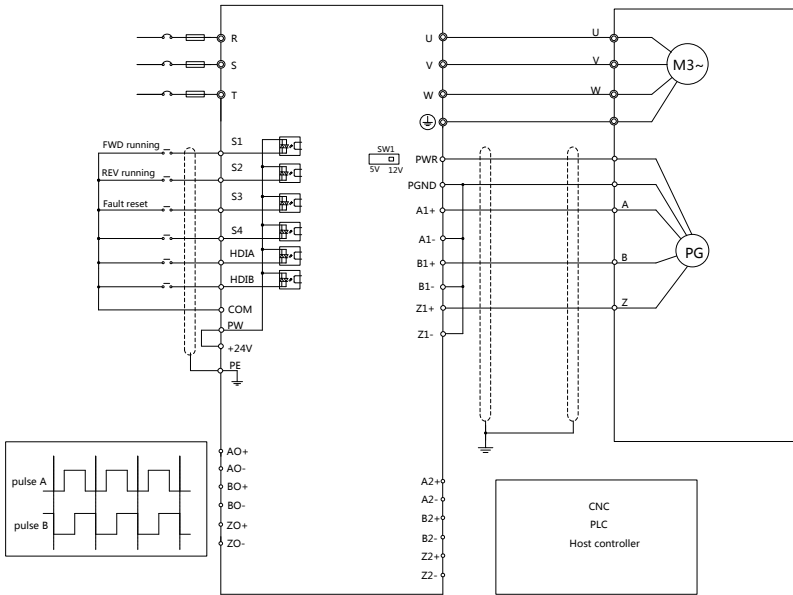 R
S
T
FWD running
REV running
Fault reset
S1
S2
S3
S4
HDIA
HDIB
COM
PW
+24V
PE
AO+
AO-
BO+
BO-
ZO+
ZO-
pulse A
pulse B
SW1
5V 12V
U
V
W
PWR
PGND
A1+
A1-
B1+
B1-
Z1+
Z1-
A2+
A2-
B2+
B2-
Z2+
Z2-
U
V
W
M3~
A
B
Z
PG
CNC
PLC
Host controller